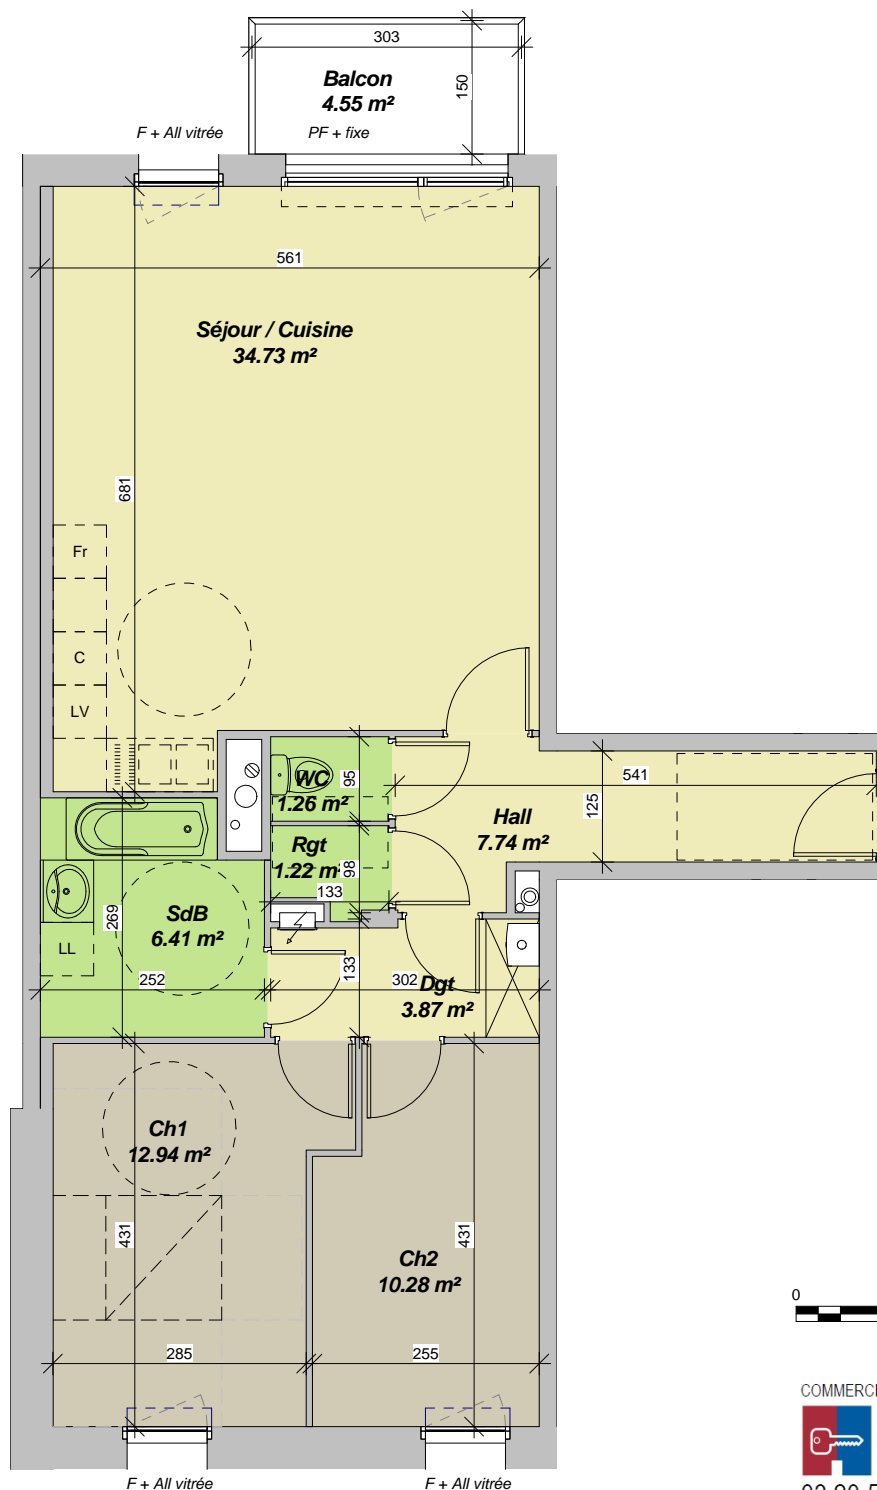 303
Balcon
4.55 m²
150
F + All vitrée
PF + fixe
561
Séjour / Cuisine
34.73 m²
681
Fr
C
LV
WC
1.26 m²
95
541
125
Hall
7.74 m²
Rgt
1.22 m²
98
133
SdB
6.41 m²
269
LL
252
133
302
Dgt
3.87 m²
Ch1
12.94 m²
431
Ch2
10.28 m²
431
285
255
0
COMMERCI
F + All vitrée
F + All vitrée